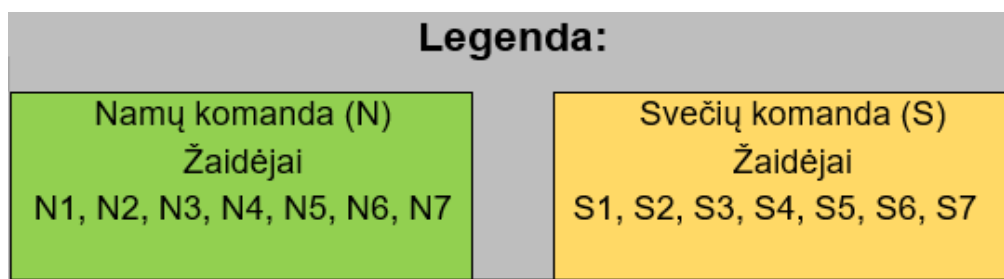 Legenda:
Namų komanda (N)
Žaidėjai
N1, N2, N3, N4, N5, N6, N7
Svečių komanda (S)
Žaidėjai
S1, S2, S3, S4, S5, S6, S7